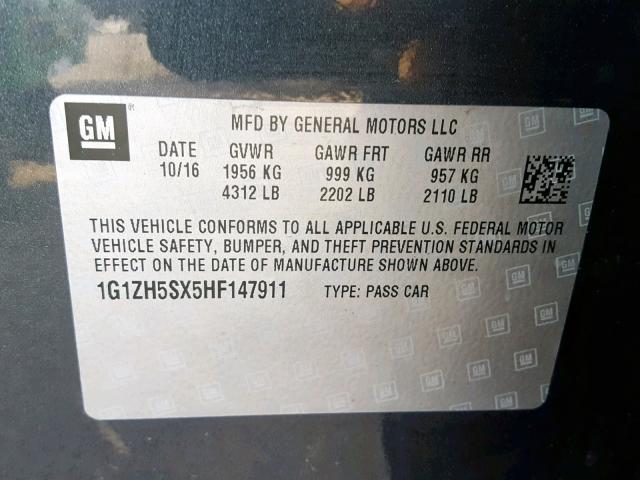 GM
MFD BY GENERAL MOTORS LLC
DATE GVWR GAWR FRT GAWR RR
10/16 1956 KG 999 KG 957 KG
4312 LB 2202 LB 2110 LB
THIS VEHICLE CONFORMS TO ALL APPLICABLE U.S. FEDERAL MOTOR
VEHICLE SAFETY, BUMPER, AND THEFT PREVENTION STANDARDS IN
EFFECT ON THE DATE OF MANUFACTURE SHOWN ABOVE.
1G1ZH5SX5HF147911 TYPE: PASS CAR